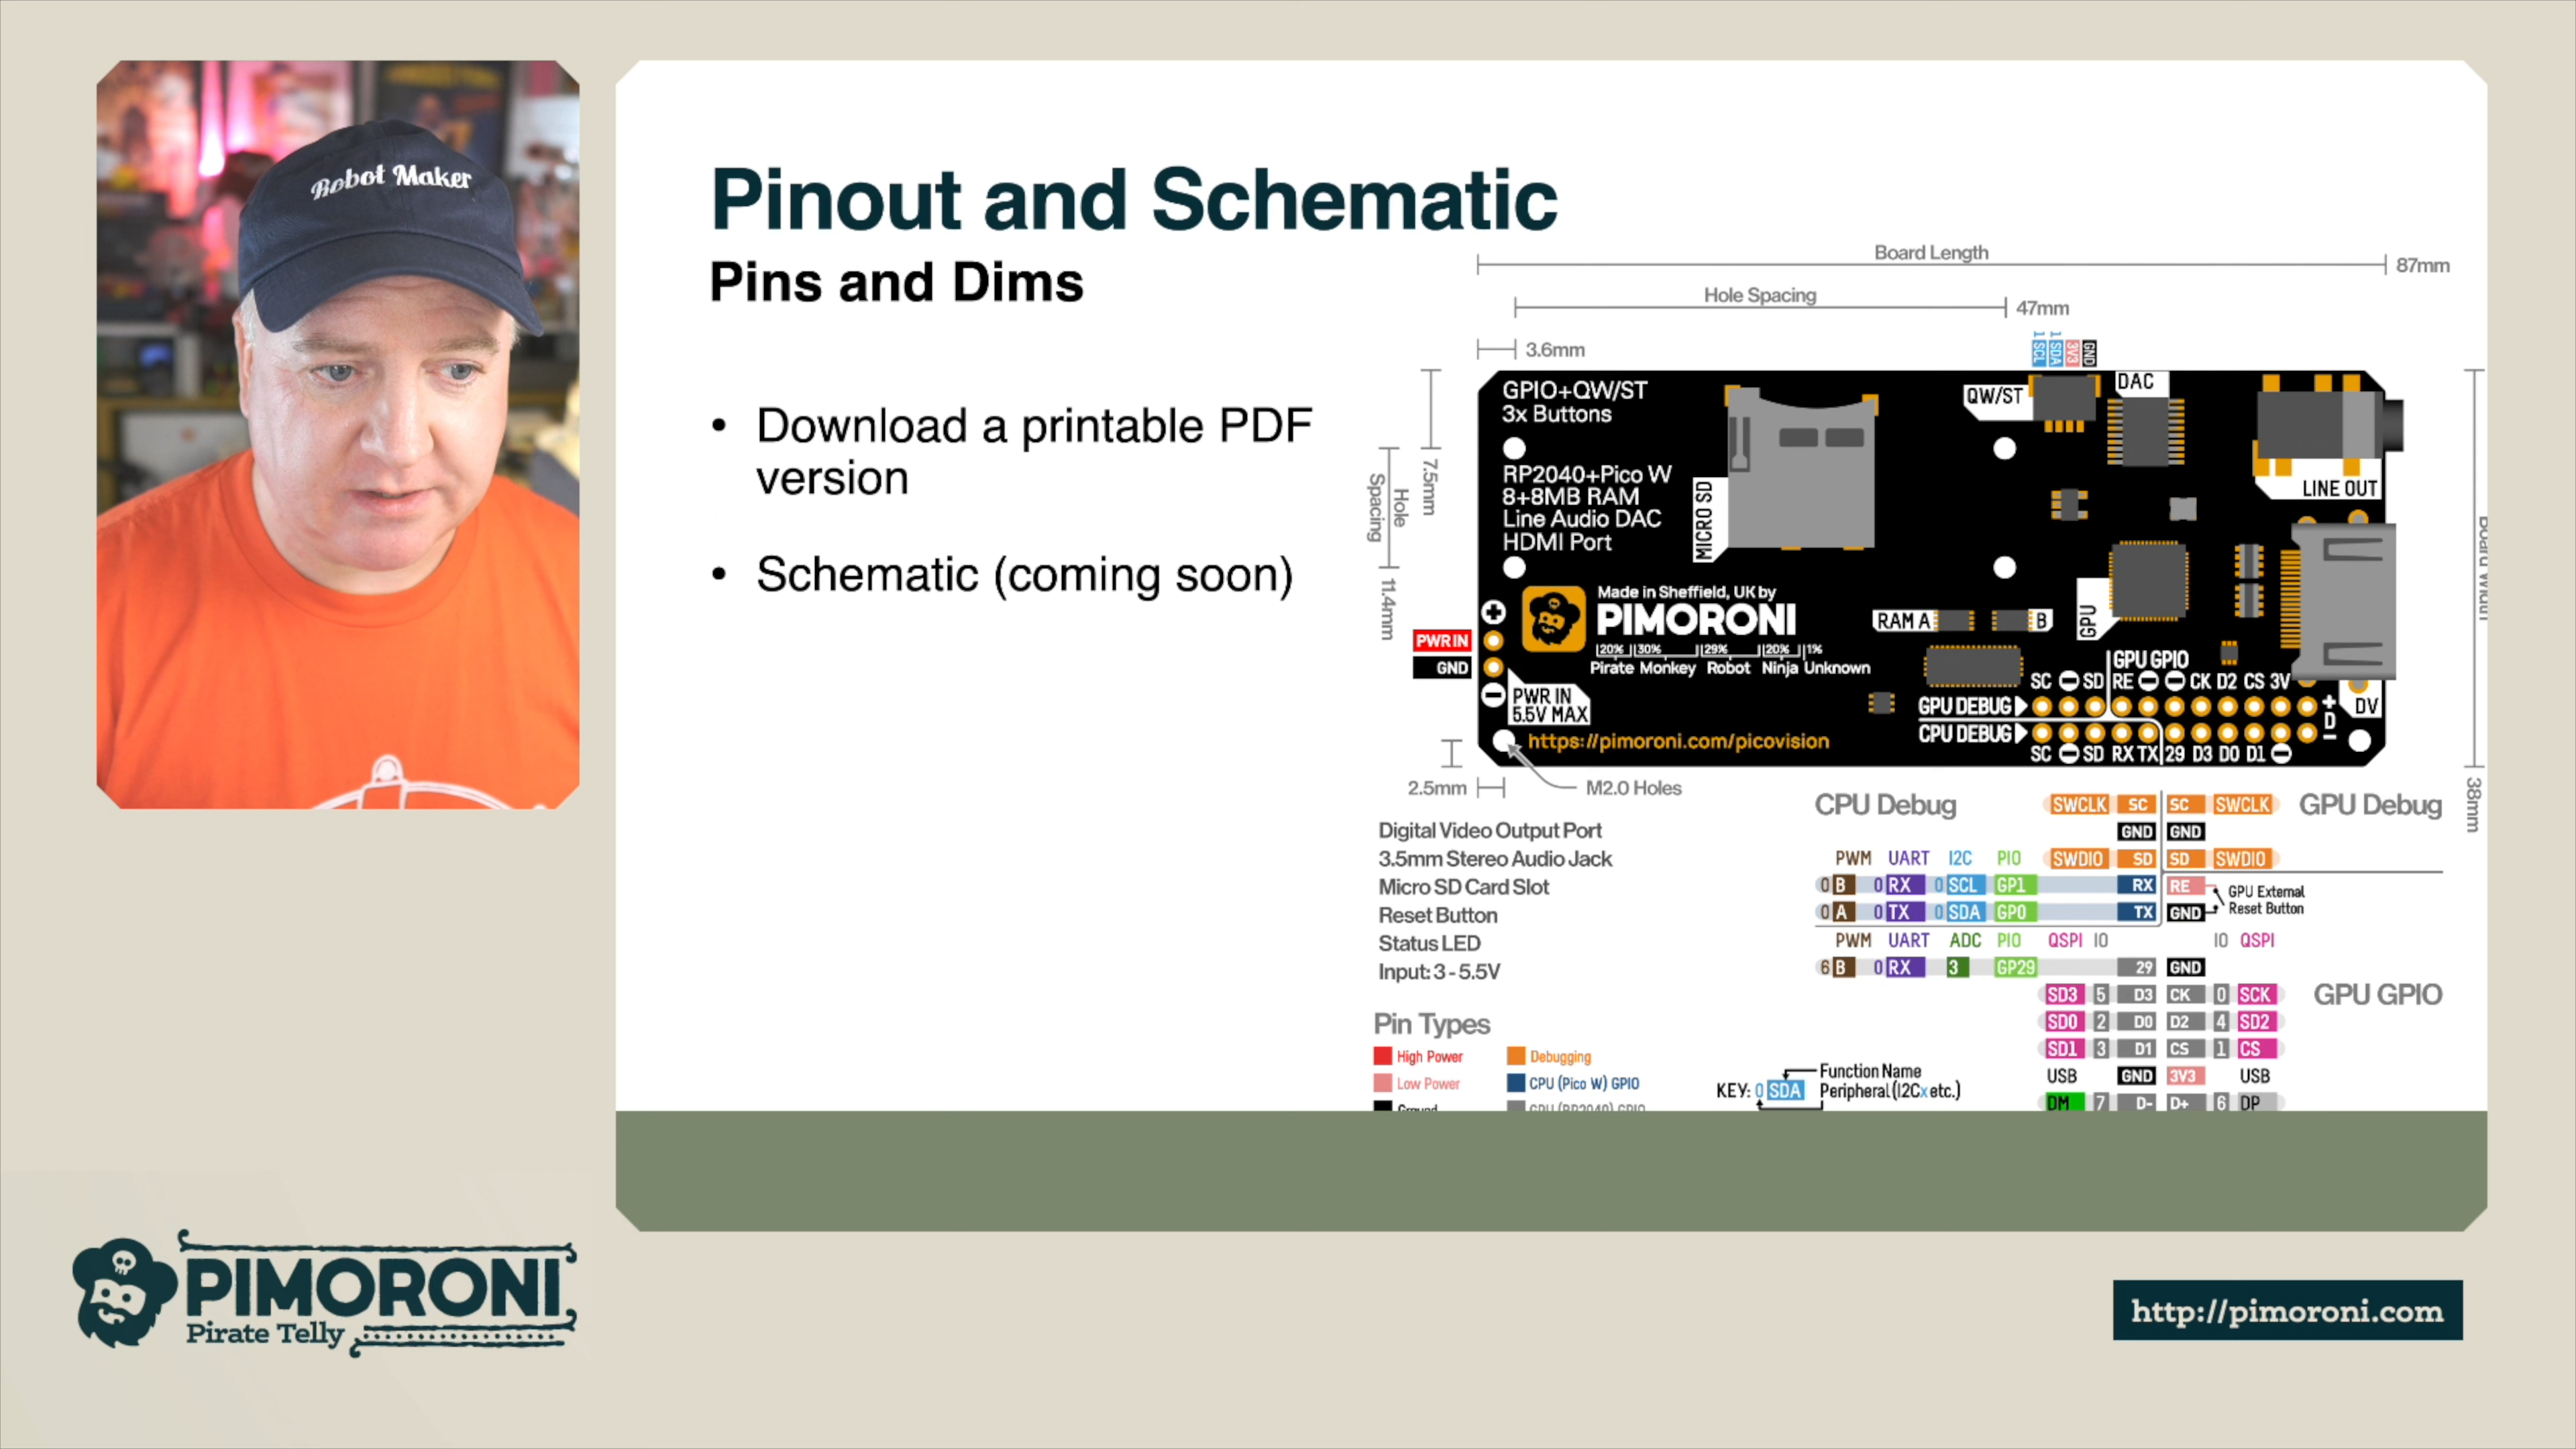 Robot Maker
Pinout and Schematic
Pins and Dims
• Download a printable PDF
version
• Schematic (coming soon)
Board Length
87mm
Hole Spacing
47mm
3.6mm
1 SCL
1 SDA
3V3
GND
7.5mm
Hole
Spacing
11.4mm
GPIO+QW/ST
3x Buttons
RP2040+Pico W
8+8MB RAM
Line Audio DAC
HDMI Port
MICRO SD
QW/ST
DAC
LINE OUT
Made in Sheffield, UK by
PIMORONI
20% 30% 29% 20% 1%
Pirate Monkey Robot Ninja Unknown
RAM A
B
GPU
PWR IN
GND
PWR IN
5.5V MAX
https://pimoroni.com/picovision
GPU GPIO
SC SD RE CK D2 CS 3V
GPU DEBUG
CPU DEBUG
+
D
-
DV
SC SD RX TX 29 D3 D0 D1
2.5mm
M2.0 Holes
38mm
Digital Video Output Port
3.5mm Stereo Audio Jack
Micro SD Card Slot
Reset Button
Status LED
Input: 3 - 5.5V
CPU Debug
SWCLK SC SC SWCLK
GPU Debug
GND GND
PWM UART I2C PIO SWDIO SD SD SWDIO
0 B 0 RX 0 SCL GP1 RX RE
0 A 0 TX 0 SDA GP0 TX GND
GPU External
Reset Button
PWM UART ADC PIO QSPI IO IO QSPI
6 B 0 RX 3 GP29 29 GND
SD3 5 D3 CK 0 SCK
GPU GPIO
SD0 2 D0 D2 4 SD2
SD1 3 D1 CS 1 CS
USB GND 3V3 USB
DM 7 D- D+ 6 DP
Pin Types
High Power
Debugging
Low Power
CPU (Pico W) GPIO
KEY: 0 SDA
Function Name
Peripheral (I2Cx etc.)
PIMORONI
Pirate Telly
http://pimoroni.com